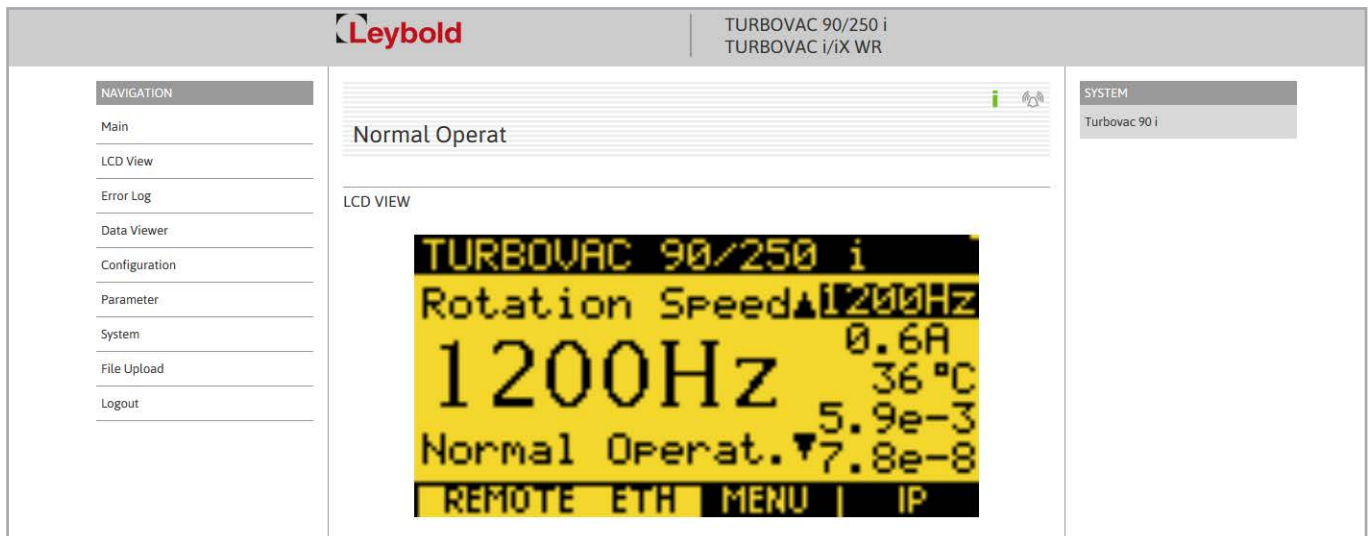 Leybold
TURBOVAC 90/250 i
TURBOVAC i/iX WR
NAVIGATION
Main
LCD View
Error Log
Data Viewer
Configuration
Parameter
System
File Upload
Logout
i
Normal Operat
LCD VIEW
TURBOVAC 90/250 i
Rotation Speed▲1200Hz
0.6A
1200Hz
36°C
5.9e-3
Normal Operat.▼7.8e-8
REMOTE ETH MENU | IP
SYSTEM
Turbovac 90 i